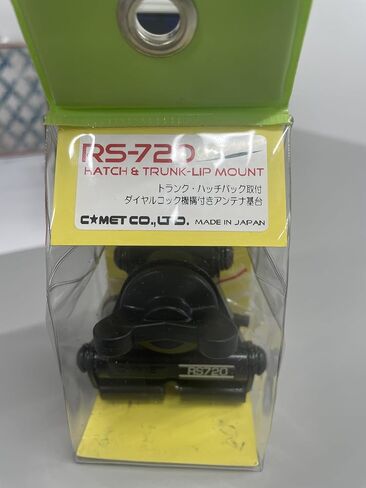 RS-720
HATCH & TRUNK-LIP MOUNT
トランク・ハッチバック取付
ダイヤルコック機構付きアンテナ基台
C★MET CO.,LTD. MADE IN JAPAN
RS720